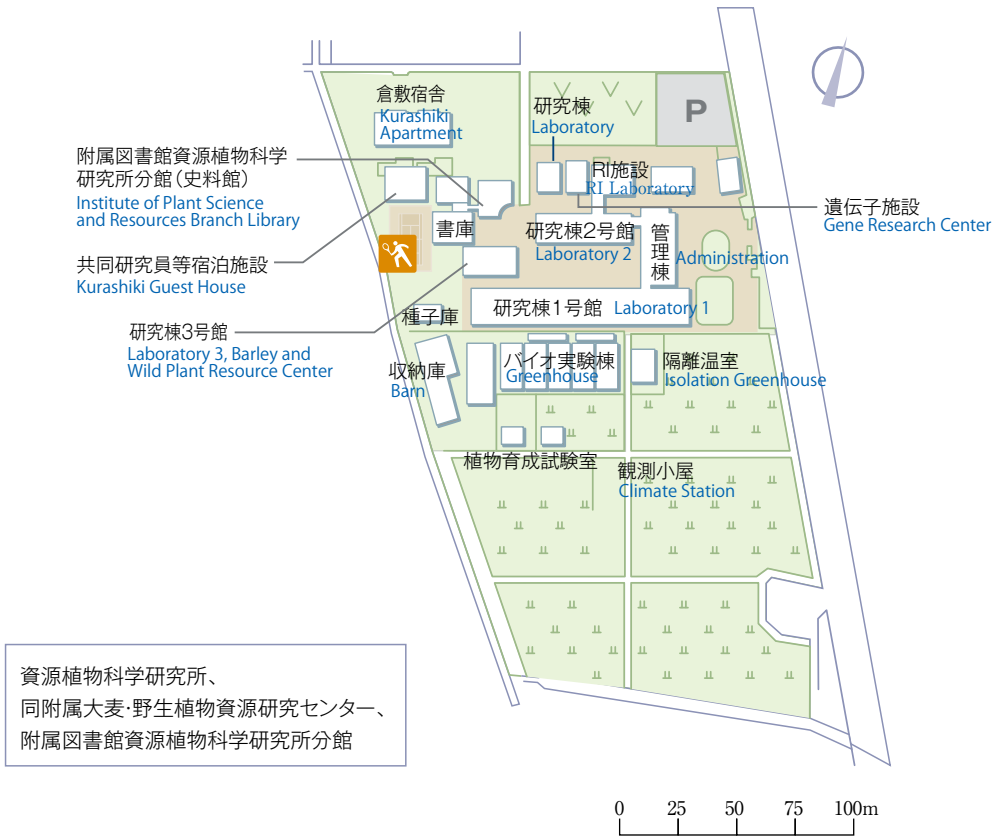 倉敷宿舎
Kurashiki
Apartment
研究棟
Laboratory
P
附属図書館資源植物科学
研究所分館(史料館)
Institute of Plant Science
and Resources Branch Library
RI施設
RI Laboratory
遺伝子施設
Gene Research Center
書庫
研究棟2号館
Laboratory 2
管理棟
Administration
共同研究員等宿泊施設
Kurashiki Guest House
種子庫
研究棟1号館
Laboratory 1
研究棟3号館
Laboratory 3, Barley and
Wild Plant Resource Center
収納庫
Barn
バイオ実験棟
Greenhouse
隔離温室
Isolation Greenhouse
植物育成試験室
観測小屋
Climate Station
資源植物科学研究所、
同附属大麦・野生植物資源研究センター、
附属図書館資源植物科学研究所分館
0 25 50 75 100m